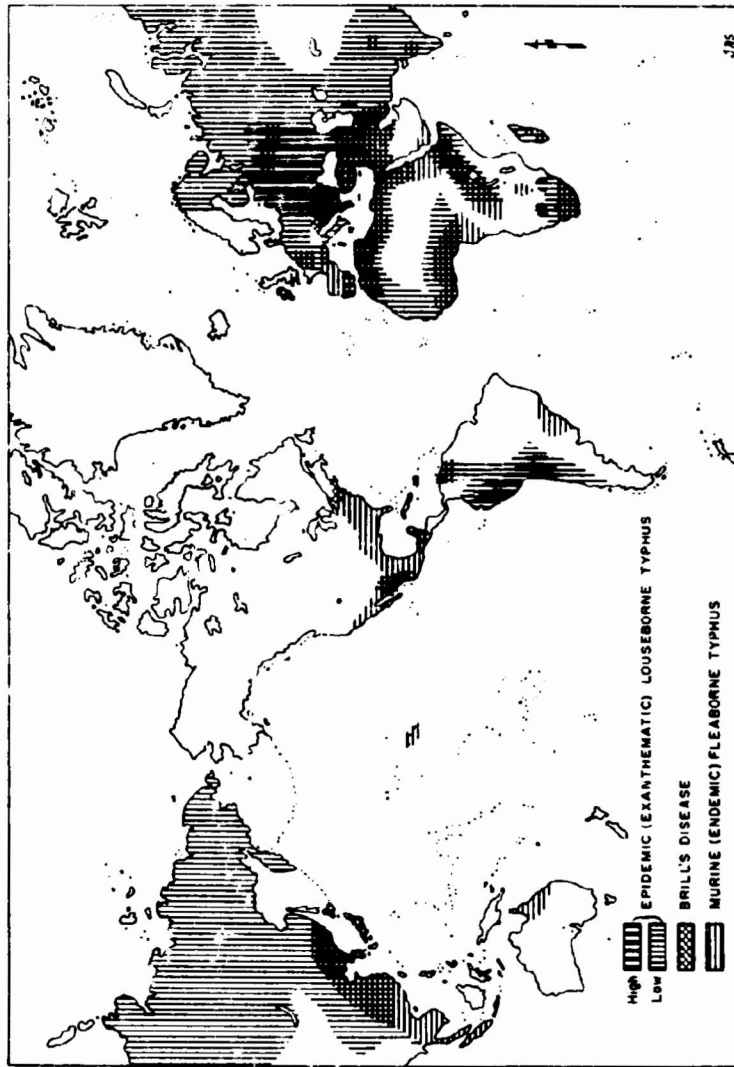 High
Low
EPIDEMIC (EXANTHEMATIC) LOUSEBORNE TYPHUS
BRILL'S DISEASE
MURINE (ENDEMIC) FLEABORNE TYPHUS